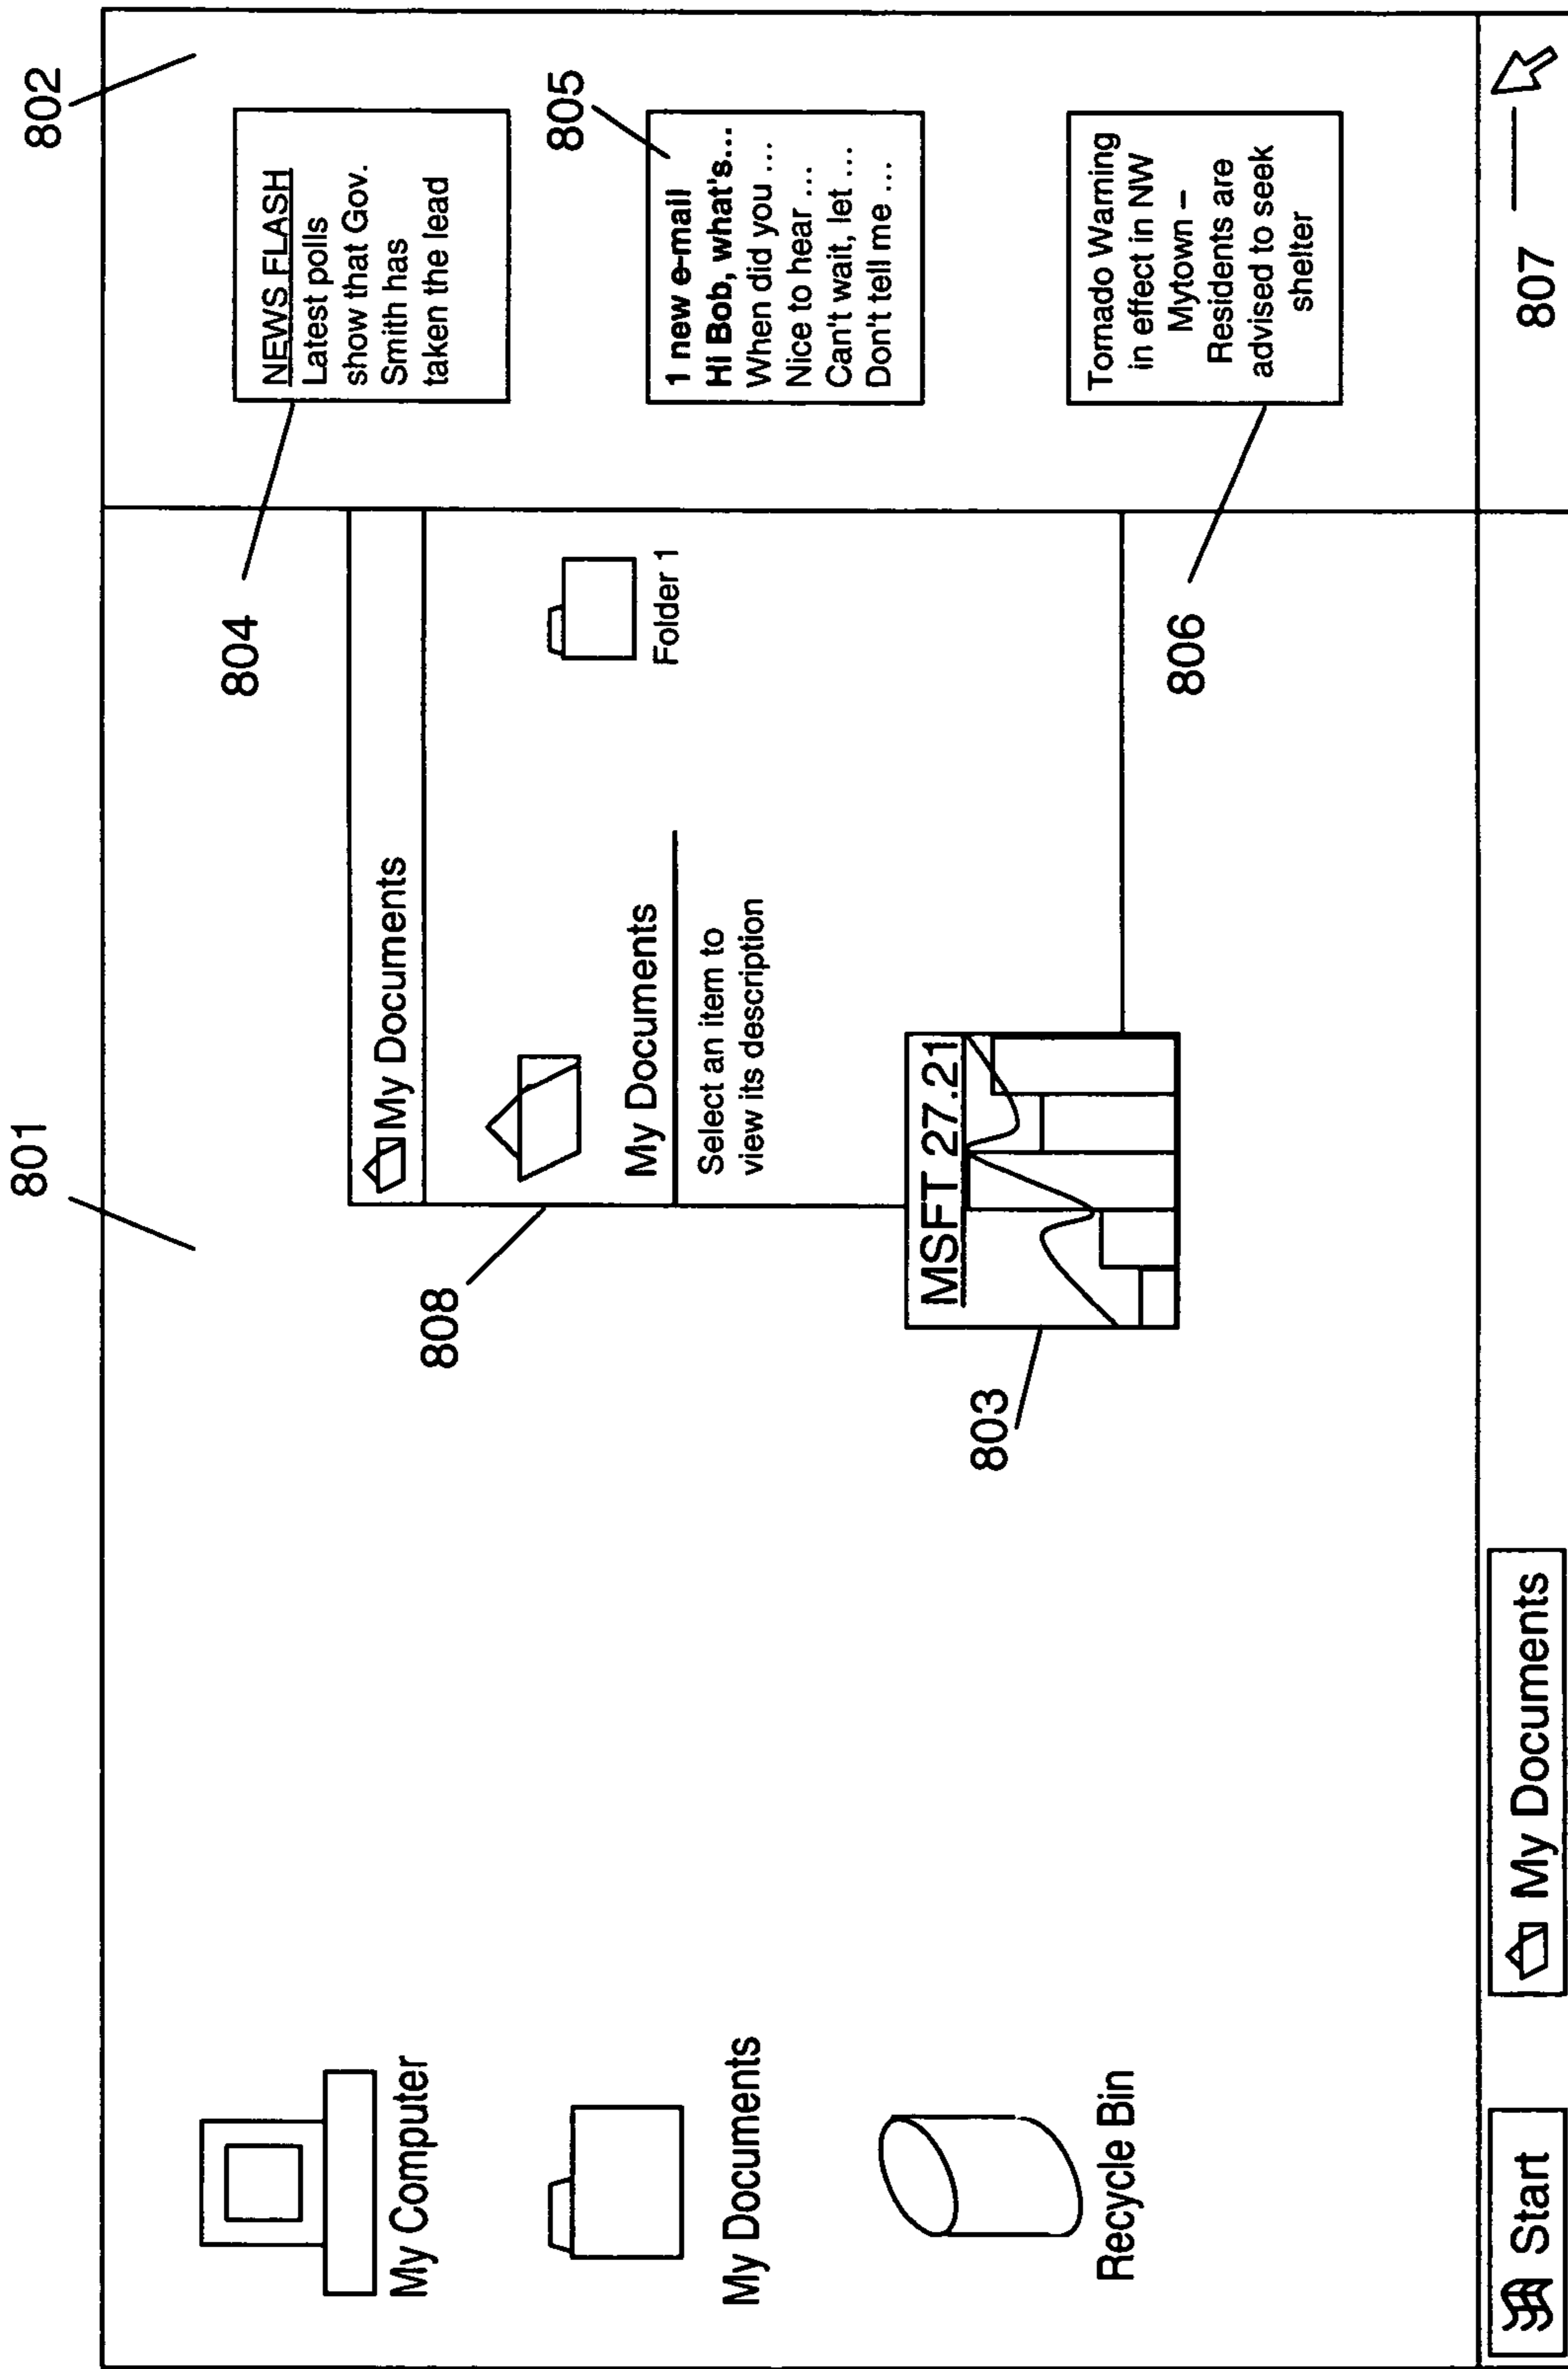 801
802
My Computer
My Documents
Recycle Bin
808
My Documents
My Documents
Select an item to
view its description
Folder 1
803
MSFT 27.21
804
NEWS FLASH
Latest polls
show that Gov.
Smith has
taken the lead
805
1 new e-mail
Hi Bob, what's...
When did you ...
Nice to hear ...
Can't wait, let ...
Don't tell me ...
806
Tornado Warning
in effect in NW
Mytown –
Residents are
advised to seek
shelter
Start
My Documents
807